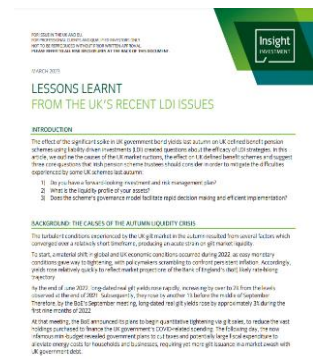 FOR ISSUE IN THE UK AND EU
FOR PROFESSIONAL CLIENTS AND QUALIFIED INVESTORS ONLY
NOT TO BE REPRODUCED WITHOUT PRIOR WRITTEN APPROVAL
PLEASE REFER TO ALL RISK DISCLOSURES AT THE BACK OF THIS DOCUMENT
Insight
INVESTMENT
MARCH 2023
LESSONS LEARNT
FROM THE UK'S RECENT LDI ISSUES
INTRODUCTION
The effect of the significant spike in UK government bond yields last autumn on UK defined benefit pension
schemes using liability driven investments (LDI) created questions about the efficacy of LDI strategies. In this
article, we outline the causes of the UK market ructions, the effect on UK defined benefit schemes and suggest
three considerations that Irish pension scheme trustees should consider in order to mitigate the difficulties
experienced by some UK schemes last autumn:
1) Do you have a forward-looking investment and risk management plan?
2) What is the liquidity profile of your assets?
3) Does the scheme's governance model facilitate rapid decision making and efficient implementation?
BACKGROUND: THE CAUSES OF THE AUTUMN LIQUIDITY CRISIS
The turbulent conditions experienced by the UK gilt market in the autumn resulted from several factors which
converged over a relatively short timeframe, producing an acute strain on gilt market liquidity.
To start, a material shift in global and UK economic conditions occurred during 2022, as easy monetary
conditions gave way to tightening, with policymakers scrambling to confront persistent inflation. Accordingly,
yields rose relatively quickly to reflect market projections of the Bank of England's (BoE) likely rate-hiking
trajectory.
By the end of June 2022, long-dated real gilt yields rose rapidly, increasing by over 2% from the levels
observed at the end of 2021. Subsequently, they rose by another 1% before the middle of September.
Therefore, by the BoE's September meeting, long-dated real gilt yields rose by approximately 3% during the
first nine months of 2022.
At that meeting, the BoE announced its plans to begin quantitative tightening via gilt sales, to reduce the vast
holdings purchased to finance the UK government's COVID-related spending. The following day, the now
infamous mini-budget revealed government plans to cut taxes and potentially large fiscal expenditure to
alleviate energy costs for households and businesses, requiring yet more gilt issuance in a market awash with
UK government debt.